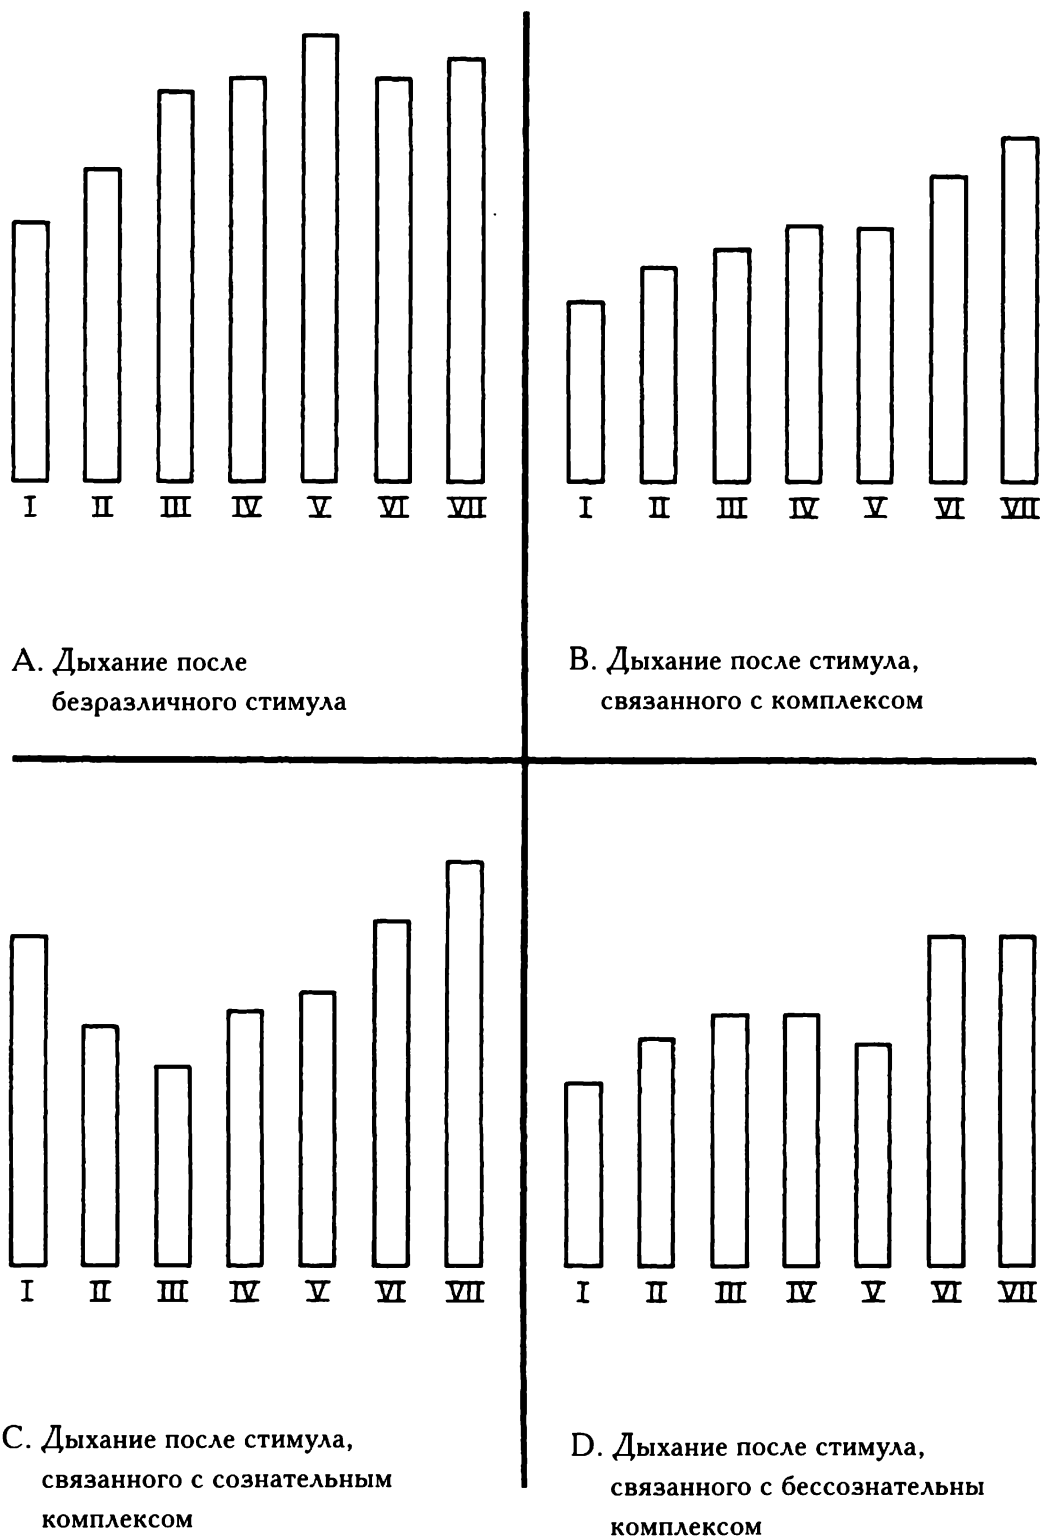 I II III IV V VI VII
I II III IV V VI VII
A. Дыхание после
безразличного стимула
B. Дыхание после стимула,
связанного с комплексом
I II III IV V VI VII
I II III IV V VI VII
C. Дыхание после стимула,
связанного с сознательным
комплексом
D. Дыхание после стимула,
связанного с бессознательны
комплексом